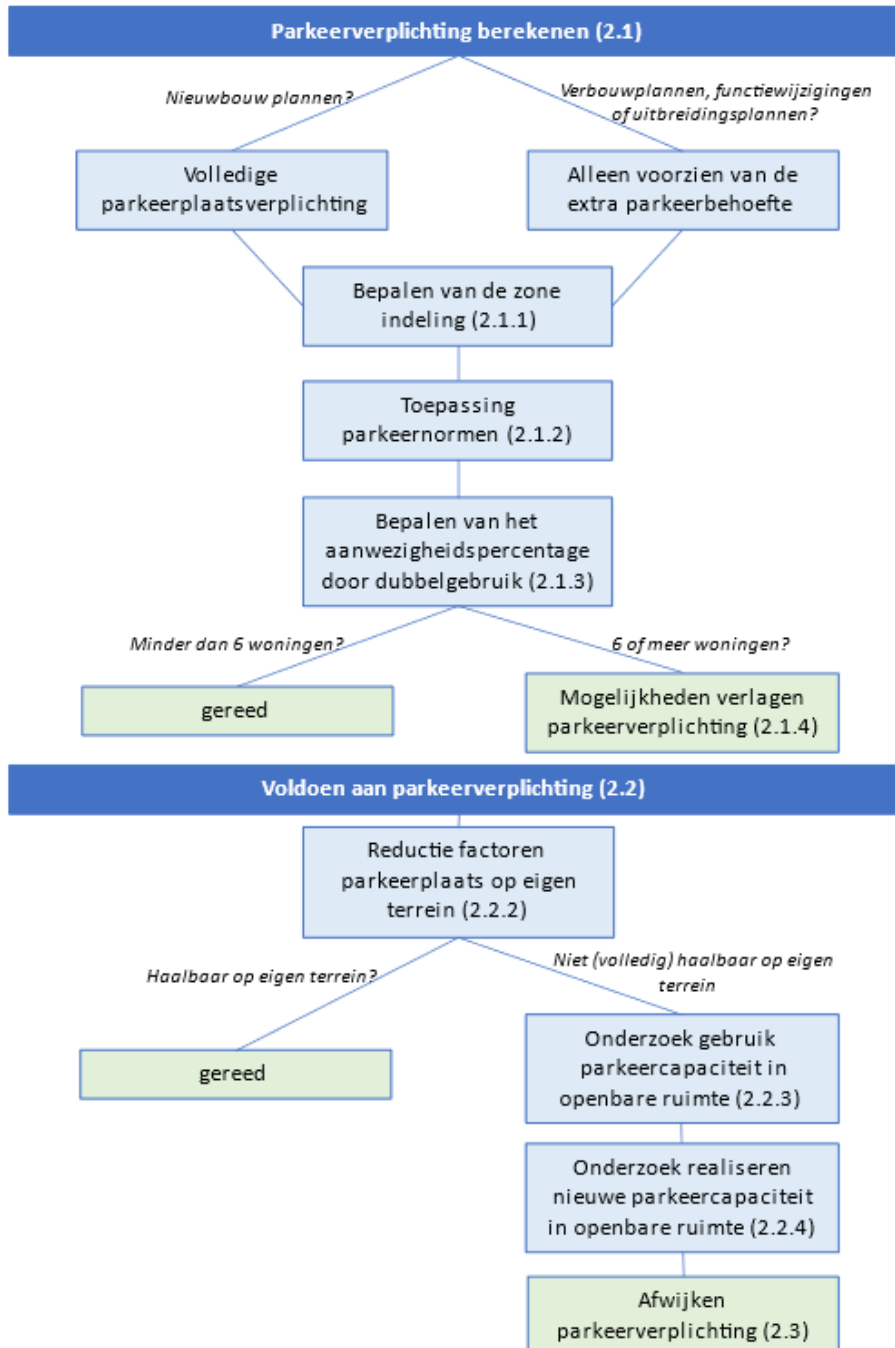 Parkeerverplichting berekenen (2.1)
Nieuwbouw plannen?
Verbouwplannen, functiewijzigingen
of uitbreidingsplannen?
Volledige
parkeerplaatsverplichting
Alleen voorzien van de
extra parkeerbehoefte
Bepalen van de zone
indeling (2.1.1)
Toepassing
parkeernormen (2.1.2)
Bepalen van het
aanwezigheidspercentage
door dubbelgebruik (2.1.3)
Minder dan 6 woningen?
6 of meer woningen?
gereed
Mogelijkheden verlagen
parkeerverplichting (2.1.4)
Voldoen aan parkeerverplichting (2.2)
Reductie factoren
parkeerplaats op eigen
terrein (2.2.2)
Haalbaar op eigen terrein?
Niet (volledig) haalbaar op eigen
terrein
gereed
Onderzoek gebruik
parkeercapaciteit in
openbare ruimte (2.2.3)
Onderzoek realiseren
nieuwe parkeercapaciteit
in openbare ruimte (2.2.4)
Afwijken
parkeerverplichting (2.3)